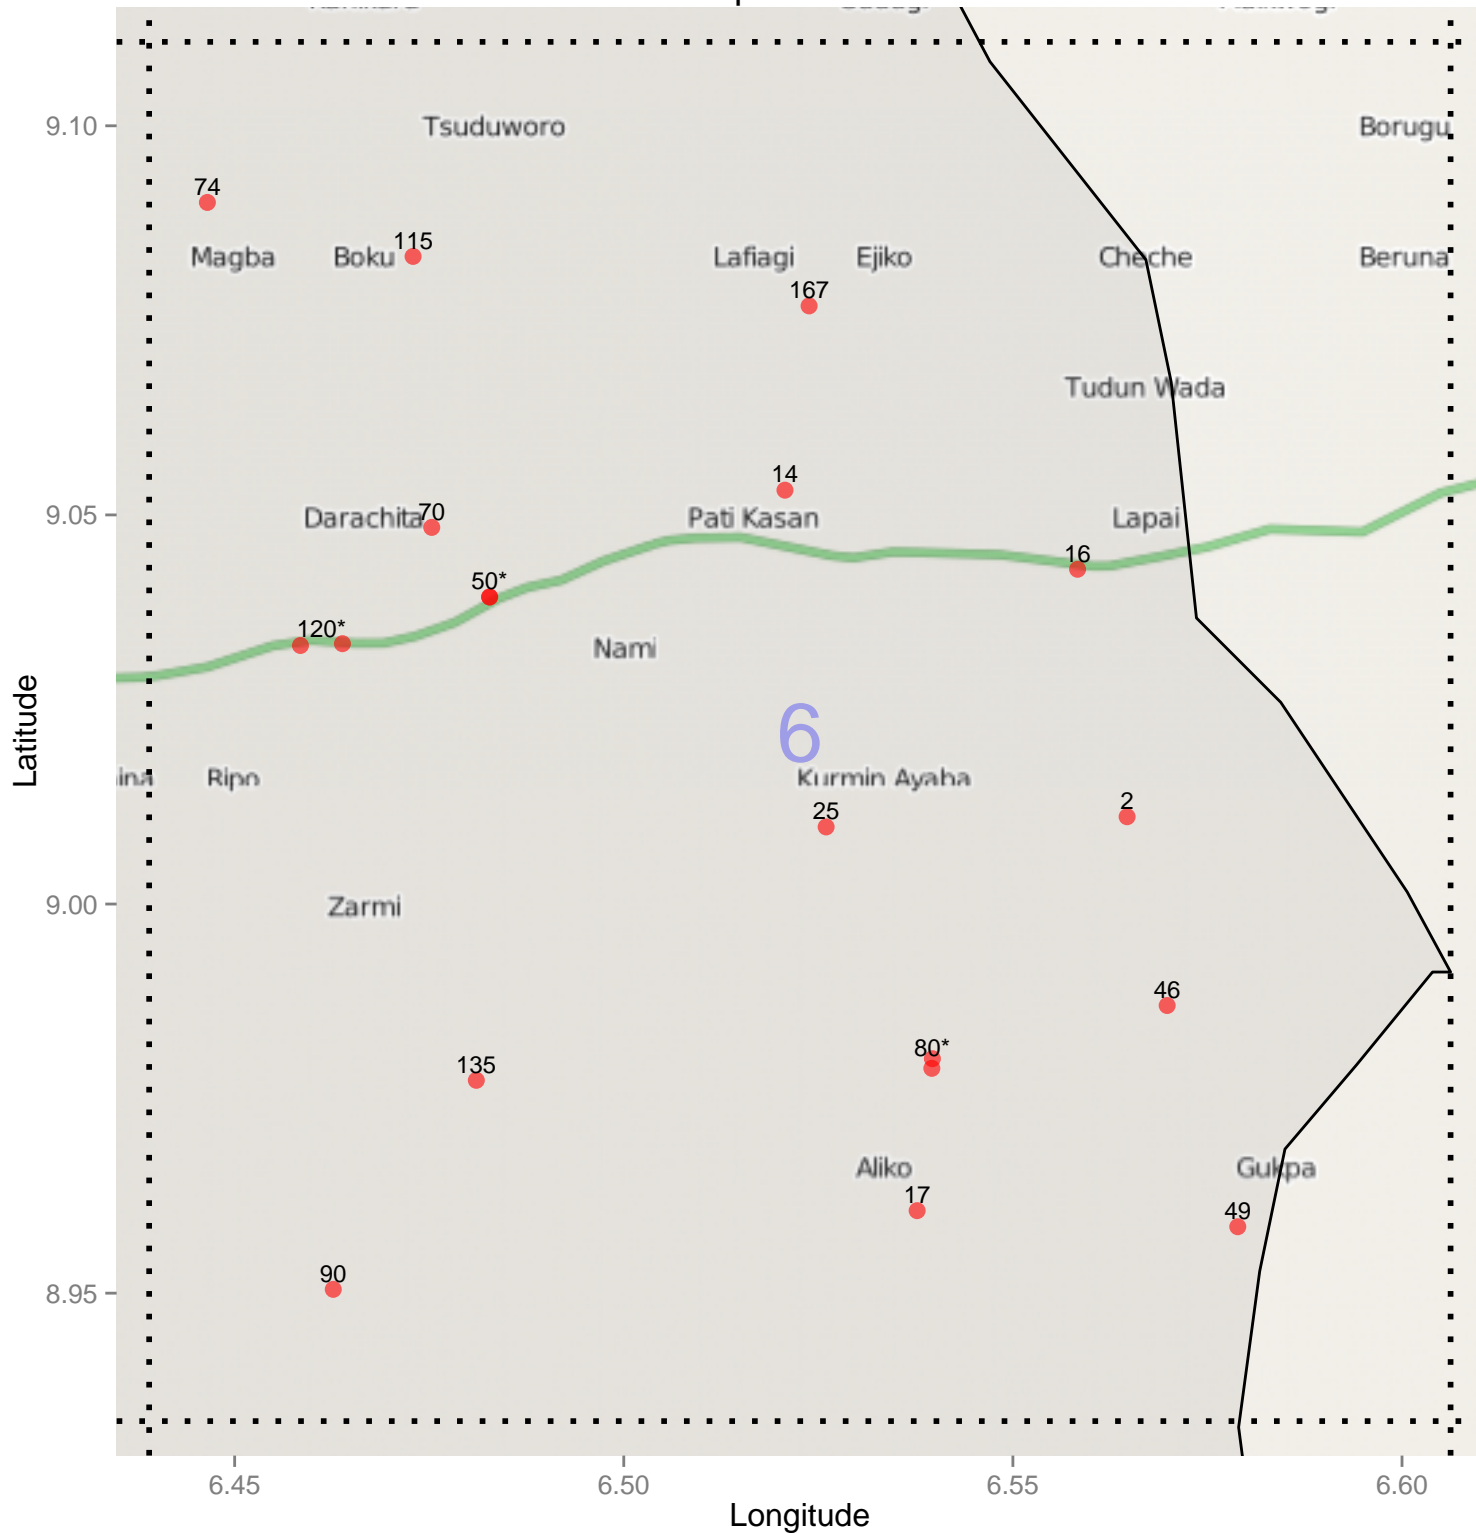 9.10
Tsuduworo
Borugu
74
115
Magba
Boku
Lafiagi
Ejiko
Cheche
Beruna
167
Tudun Wada
14
9.05
Darachita
70
Pati Kasan
Lapai
16
50*
120*
Nami
6
Latitude
Ripo
Kurmin Ayaba
25
2
9.00
Zarmi
46
80*
135
Aliko
Gukpa
17
49
90
8.95
6.45
6.50
6.55
6.60
Longitude